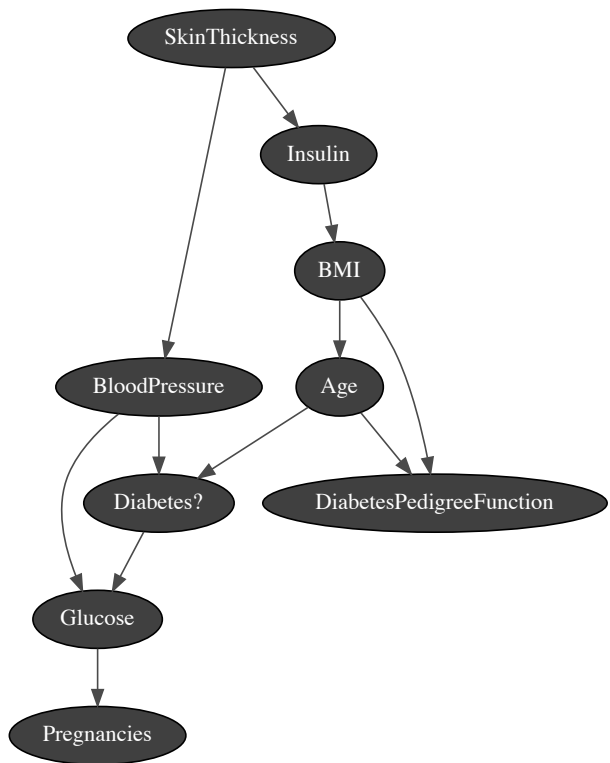 SkinThickness
Insulin
BMI
BloodPressure
Age
Diabetes?
DiabetesPedigreeFunction
Glucose
Pregnancies